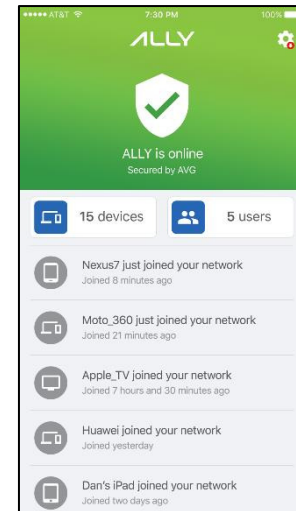 AT&T 7:30 PM 100%
ALLY
ALLY is online
Secured by AVG
15 devices 5 users
Nexus7 just joined your network
Joined 8 minutes ago
Moto_360 just joined your network
Joined 21 minutes ago
Apple_TV joined your network
Joined 7 hours and 30 minutes ago
Huawei joined your network
Joined yesterday
Dan's iPad joined your network
Joined two days ago